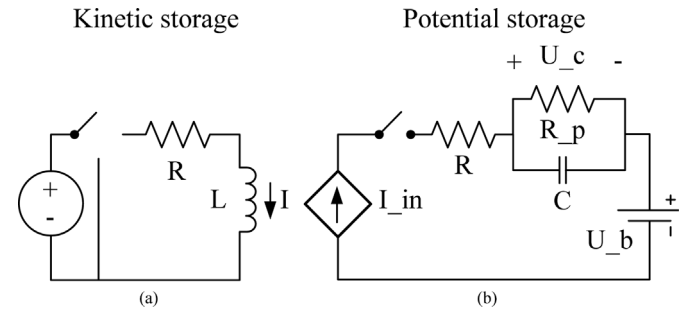 Kinetic storage
Potential storage
+ U_c -
R
R_p
R
L
I
I_in
C
+
-
U_b
+
-
(a)
(b)